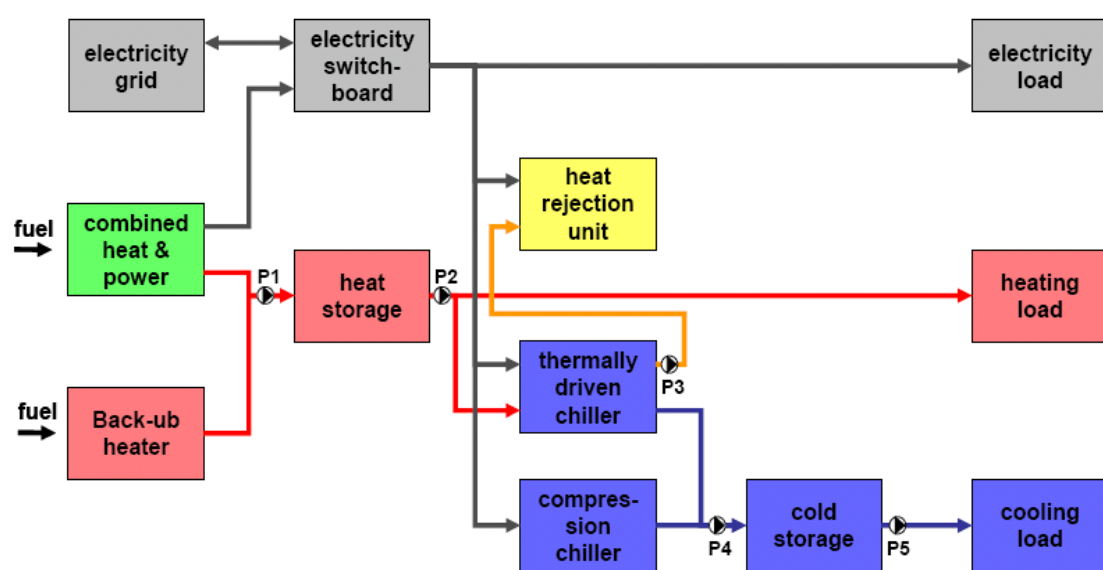 electricity
grid
electricity
switch-
board
electricity
load
heat
rejection
unit
fuel
combined
heat &
power
P1
heat
storage
P2
heating
load
thermally
driven
chiller
P3
fuel
Back-ub
heater
compres-
sion
chiller
P4
cold
storage
P5
cooling
load